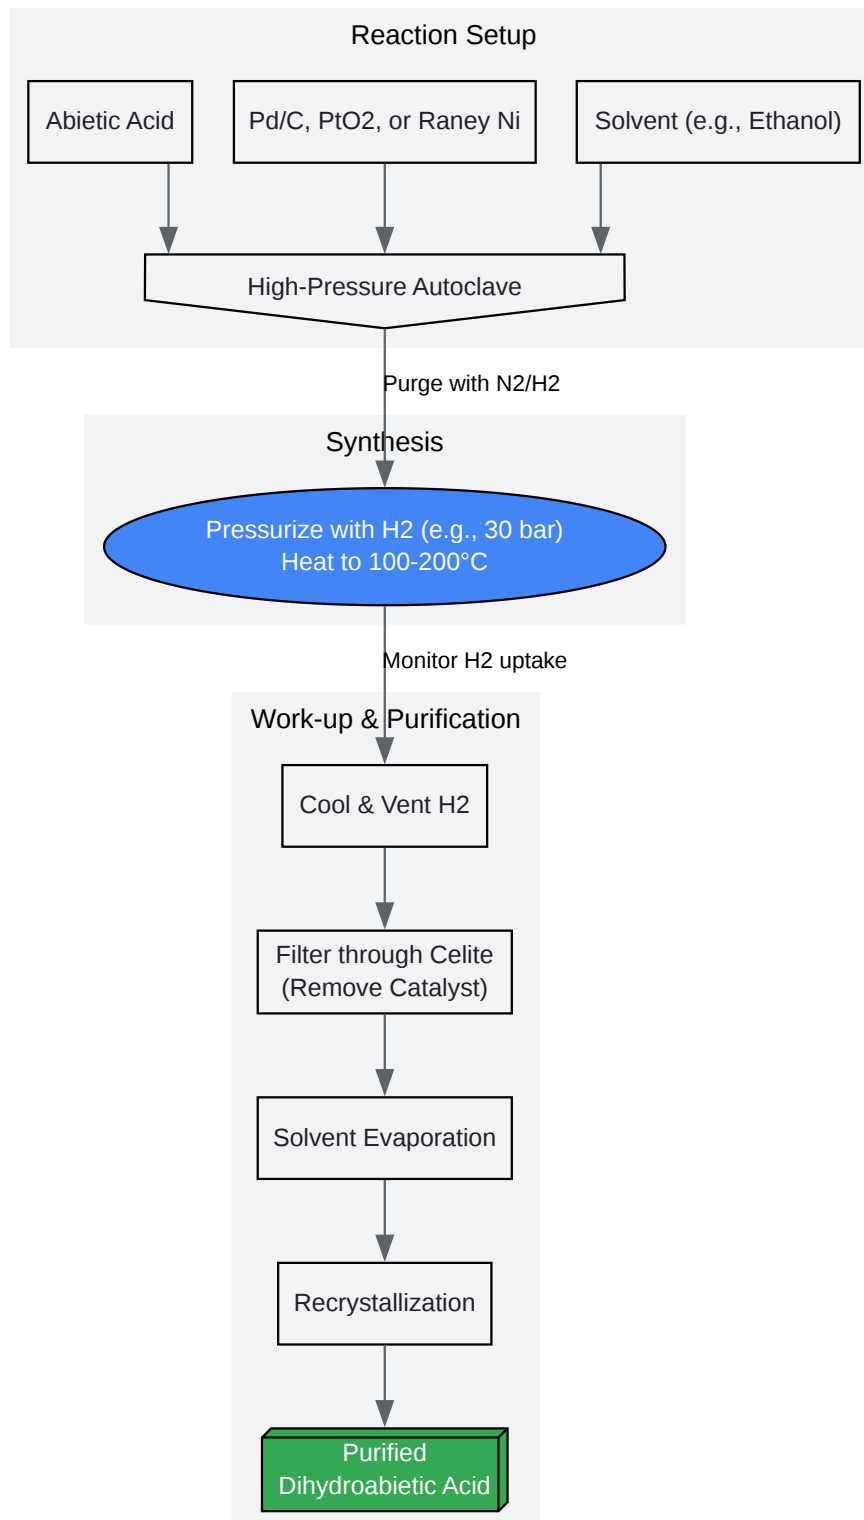 Reaction Setup
Abietic Acid
Pd/C, PtO2, or Raney Ni
Solvent (e.g., Ethanol)
High-Pressure Autoclave
Purge with N2/H2
Synthesis
Pressurize with H2 (e.g., 30 bar)
Heat to 100-200°C
Monitor H2 uptake
Work-up & Purification
Cool & Vent H2
Filter through Celite
(Remove Catalyst)
Solvent Evaporation
Recrystallization
Purified
Dihydroabietic Acid